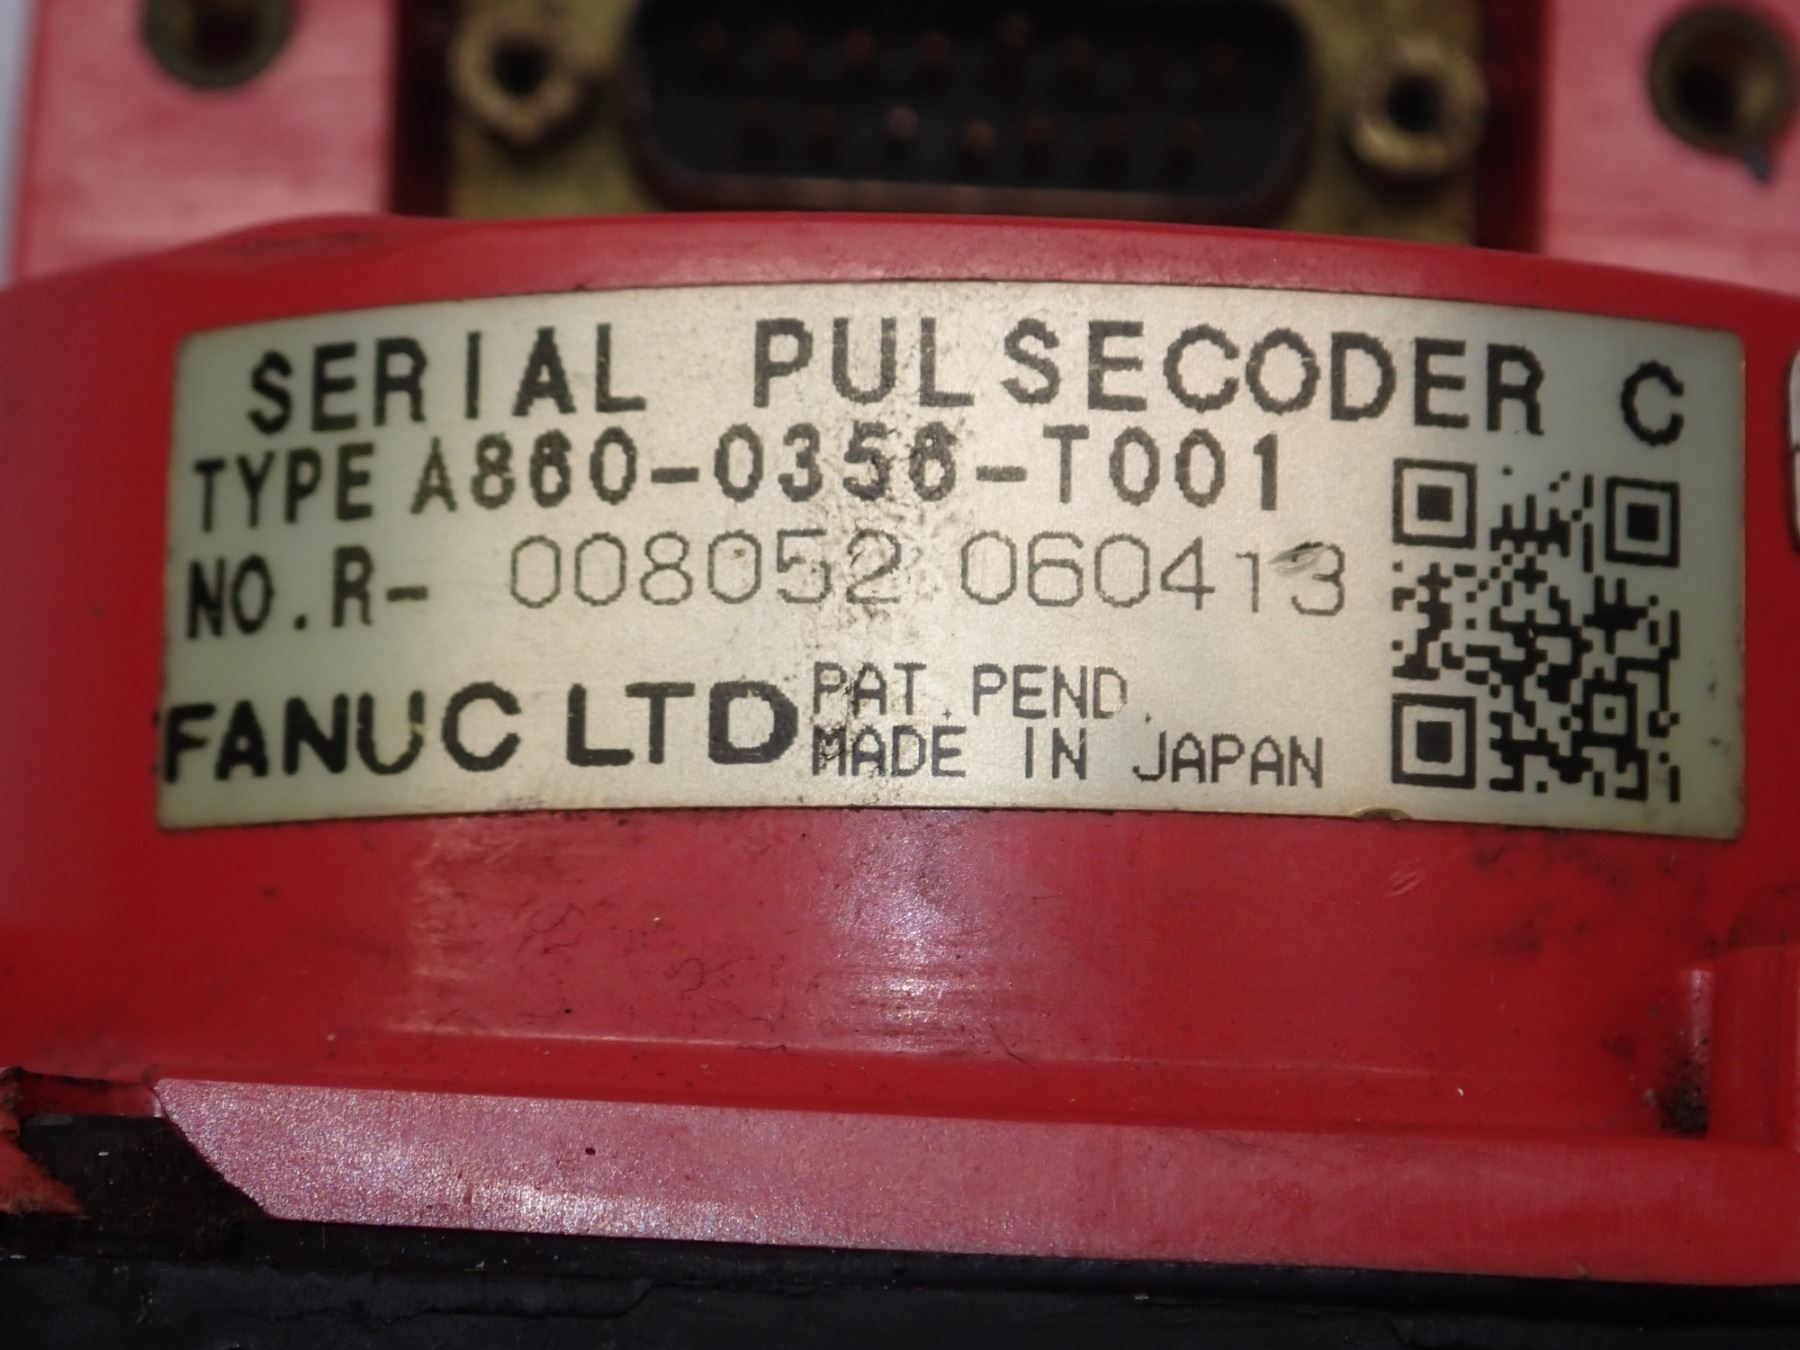 SERIAL PULSECODER C
TYPE A860-0356-T001
NO.R- 008052 060413
FANUC LTD PAT.PEND.
MADE IN JAPAN